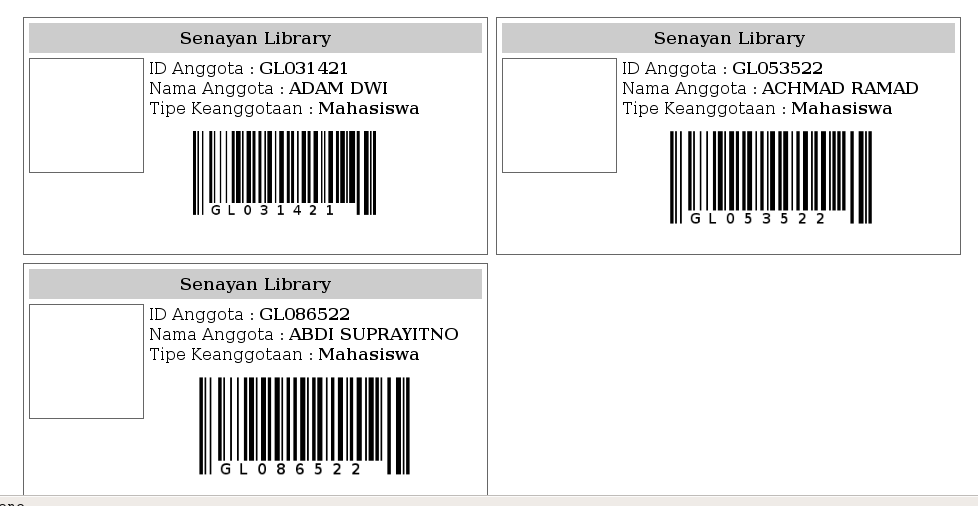 Senayan Library
ID Anggota : GL031421
Nama Anggota : ADAM DWI
Tipe Keanggotaan : Mahasiswa
GL031421
Senayan Library
ID Anggota : GL053522
Nama Anggota : ACHMAD RAMAD
Tipe Keanggotaan : Mahasiswa
GL053522
Senayan Library
ID Anggota : GL086522
Nama Anggota : ABDI SUPRAYITNO
Tipe Keanggotaan : Mahasiswa
GL086522